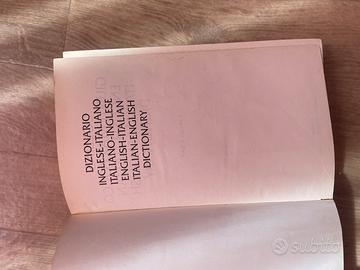 DIZIONARIO
INGLESE-ITALIANO
ITALIANO-INGLESE
ENGLISH-ITALIAN
ITALIAN-ENGLISH
DICTIONARY
subito